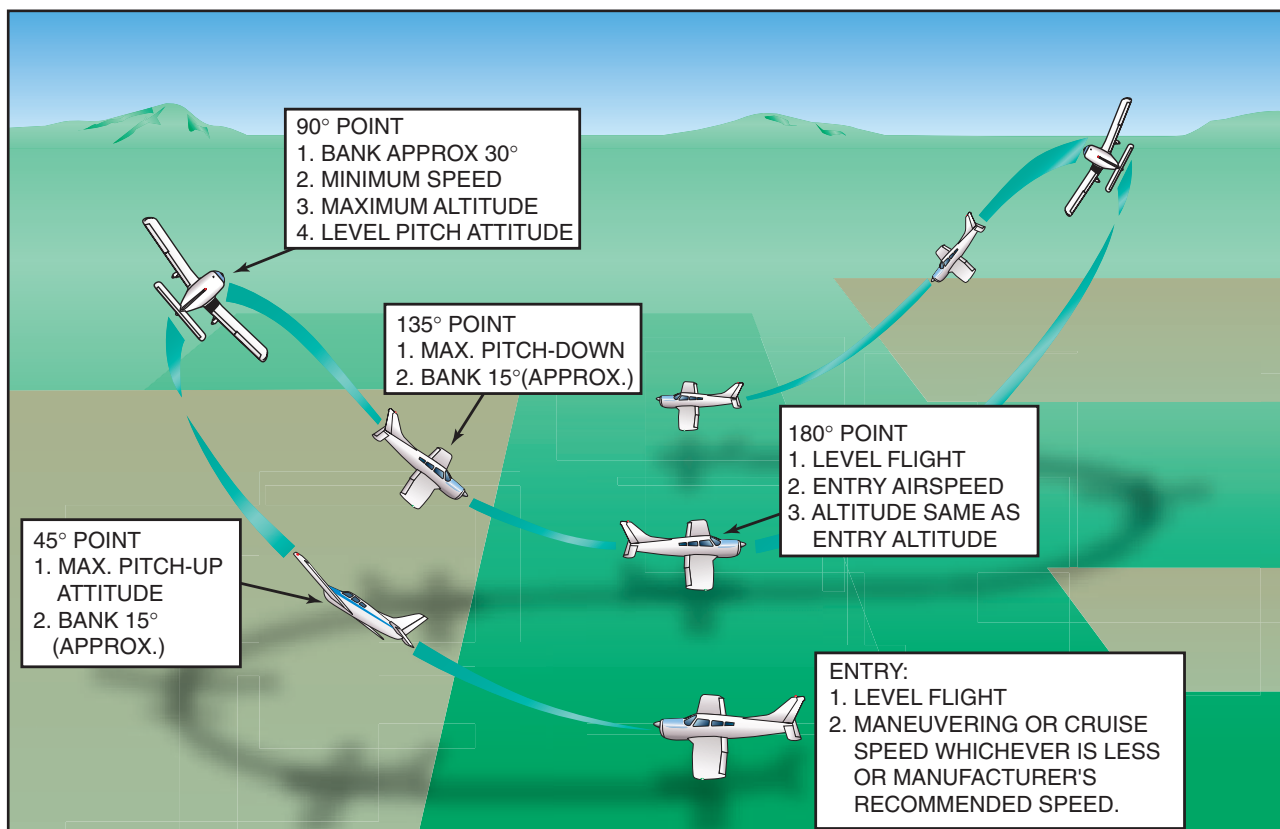 90° POINT
1. BANK APPROX 30°
2. MINIMUM SPEED
3. MAXIMUM ALTITUDE
4. LEVEL PITCH ATTITUDE
135° POINT
1. MAX. PITCH-DOWN
2. BANK 15°(APPROX.)
180° POINT
1. LEVEL FLIGHT
2. ENTRY AIRSPEED
3. ALTITUDE SAME AS
ENTRY ALTITUDE
45° POINT
1. MAX. PITCH-UP
ATTITUDE
2. BANK 15°
(APPROX.)
ENTRY:
1. LEVEL FLIGHT
2. MANEUVERING OR CRUISE
SPEED WHICHEVER IS LESS
OR MANUFACTURER'S
RECOMMENDED SPEED.